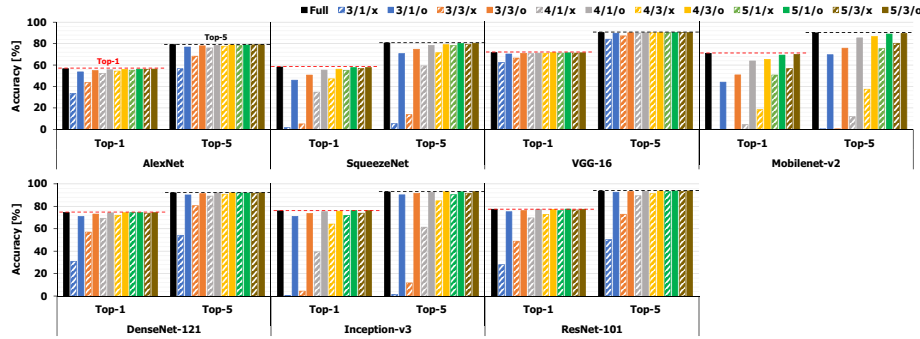 Full 3/1/x 3/1/o 3/3/x 3/3/o 4/1/x 4/1/o 4/3/x 4/3/o 5/1/x 5/1/o 5/3/x 5/3/o
Accuracy [%]
100
80
60
40
20
0
Top-1
Top-5
Top-1 Top-5 Top-1 Top-5 Top-1 Top-5 Top-1 Top-5
AlexNet SqueezeNet VGG-16 Mobilenet-v2
Accuracy [%]
100
80
60
40
20
0
Top-1 Top-5 Top-1 Top-5 Top-1 Top-5
DenseNet-121 Inception-v3 ResNet-101